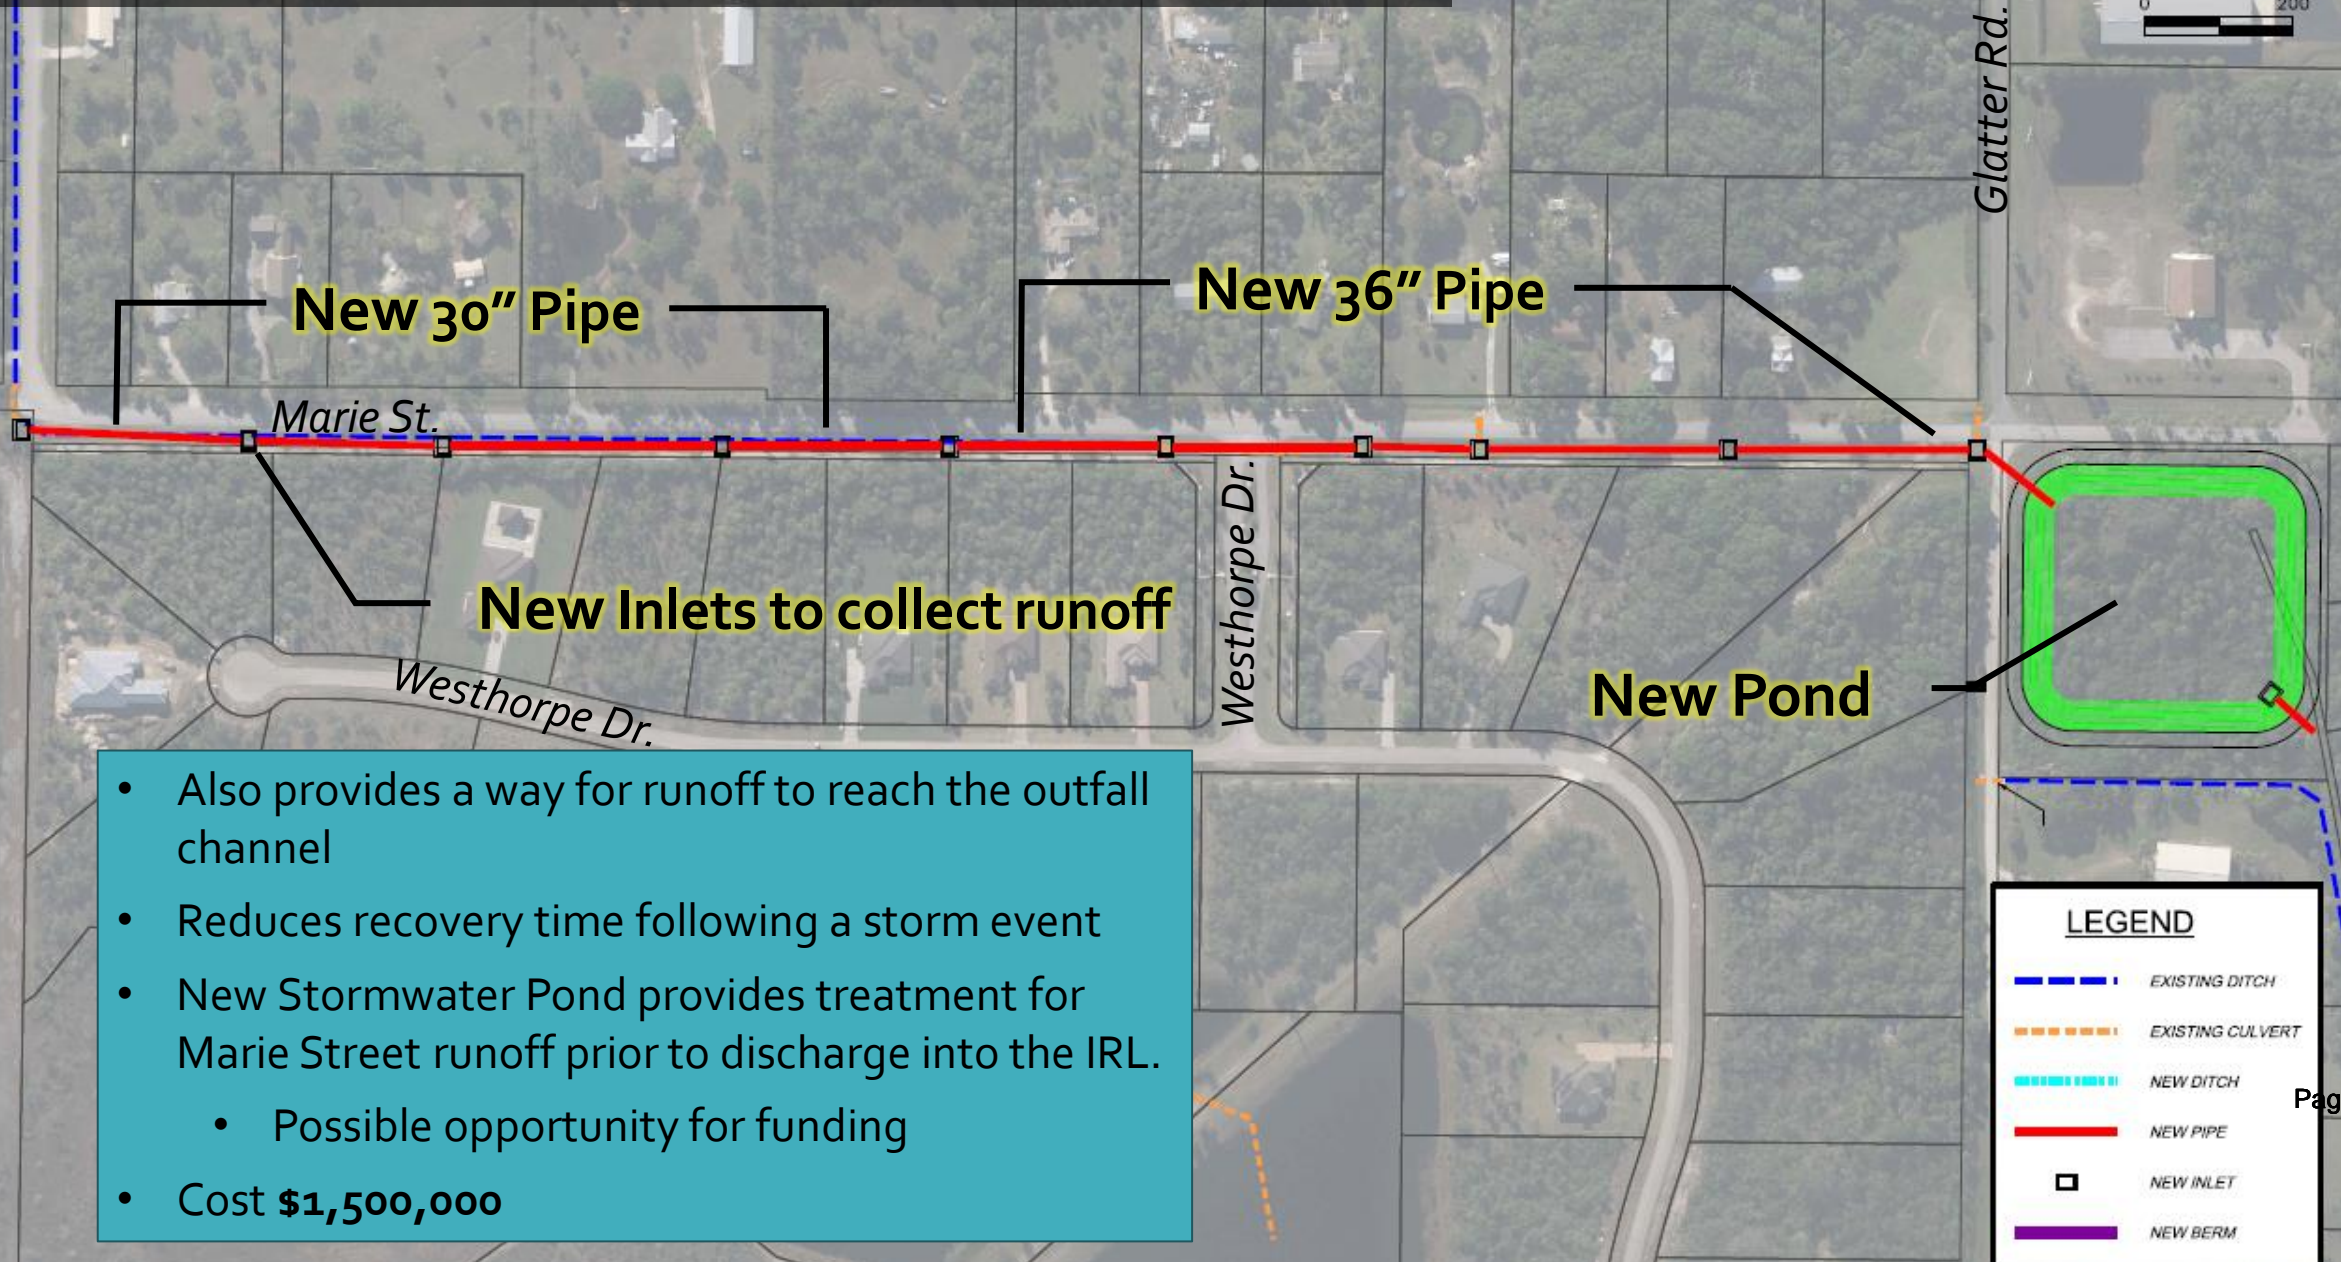 0 200
Glatter Rd.
New 36” Pipe
New 30” Pipe
Marie St.
Westhorpe Dr.
New Inlets to collect runoff
Westhorpe Dr.
New Pond
• Also provides a way for runoff to reach the outfall
channel
• Reduces recovery time following a storm event
• New Stormwater Pond provides treatment for
Marie Street runoff prior to discharge into the IRL.
• Possible opportunity for funding
• Cost $1,500,000
LEGEND
EXISTING DITCH
EXISTING CULVERT
NEW DITCH
Pag
NEW PIPE
NEW INLET
NEW BERM